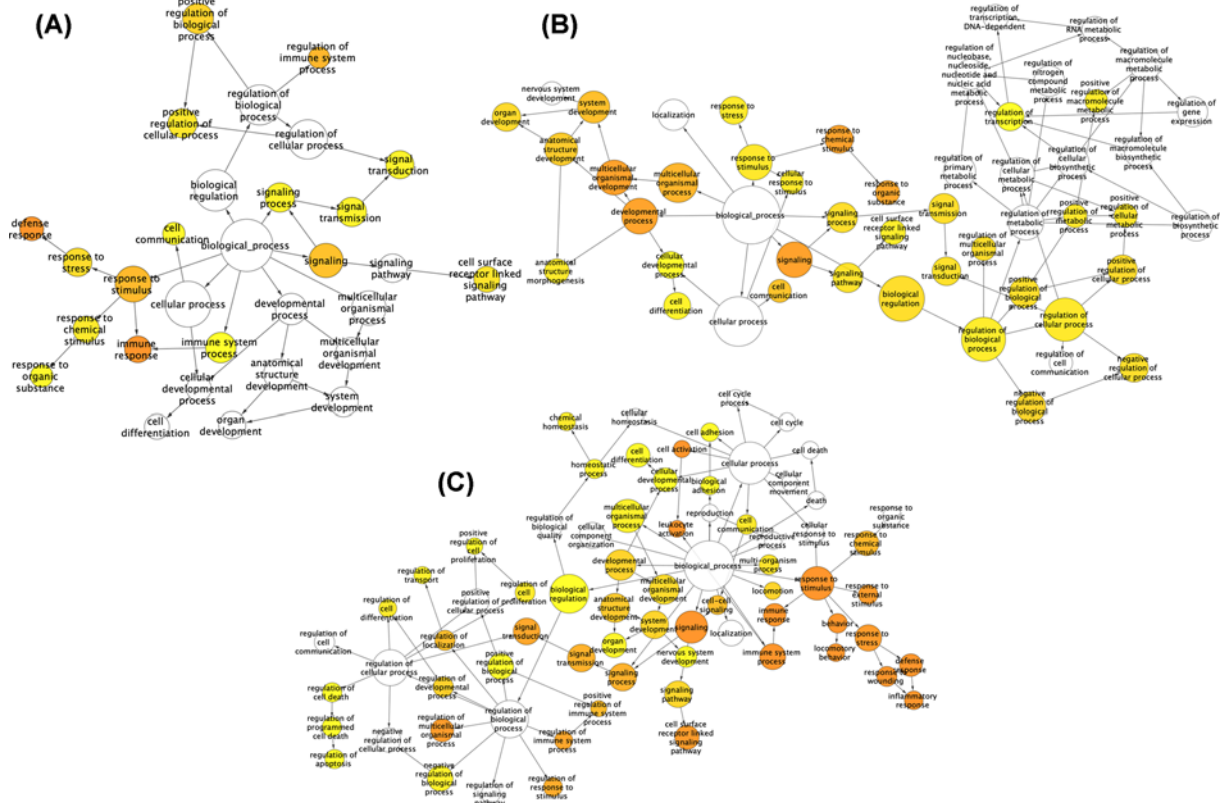 (A)
positive
regulation of
biological
process
regulation of
immune system
process
regulation of
biological
process
positive
regulation of
cellular process
regulation of
cellular process
signal
transduction
biological
regulation
signaling
process
signal
transmission
defense
response
cell
communication
biological_process
response to
stress
signaling
signaling
pathway
cell surface
receptor linked
signaling
pathway
response to
stimulus
cellular process
developmental
process
multicellular
organismal
process
response to
chemical
stimulus
immune
response
immune system
process
multicellular
organismal
development
response to
organic
substance
cellular
developmental
process
anatomical
structure
development
system
development
cell
differentiation
organ
development
(B)
nervous system
development
system
development
organ
development
anatomical
structure
development
localization
response to
stress
response to
chemical
stimulus
response to
stimulus
multicellular
organismal
development
multicellular
organismal
process
cellular
response to
stimulus
response to
organic
substance
developmental
process
biological_process
signaling
process
signal
transmission
cell surface
receptor linked
signaling
pathway
anatomical
structure
morphogenesis
cellular
developmental
process
signaling
signaling
pathway
signal
transduction
cell
differentiation
cell
communication
cellular process
biological
regulation
regulation of
transcription,
DNA-dependent
regulation of
RNA metabolic
process
regulation of
nucleobase,
nucleoside,
nucleotide and
nucleic acid
metabolic
process
regulation of
nitrogen
compound
metabolic
process
regulation of
macromolecule
metabolic
process
positive
regulation of
macromolecule
metabolic
process
regulation of
gene
expression
regulation of
transcription
regulation of
macromolecule
biosynthetic
process
regulation of
primary
metabolic
process
regulation of
cellular
metabolic
process
regulation of
cellular
biosynthetic
process
regulation of
metabolic
process
positive
regulation of
metabolic
process
positive
regulation of
cellular
metabolic
process
regulation of
biosynthetic
process
regulation of
multicellular
organismal
process
positive
regulation of
biological
process
positive
regulation of
cellular process
regulation of
biological
process
regulation of
cellular process
regulation of
cell
communication
negative
regulation of
cellular process
negative
regulation of
biological
process
(C)
cell cycle
process
chemical
homeostasis
cellular
homeostasis
cell adhesion
cell cycle
cell
differentiation
cell activation
cellular process
cell death
homeostatic
process
cellular
developmental
process
biological
adhesion
cellular
component
movement
death
multicellular
organismal
process
reproduction
regulation of
biological
quality
cellular
component
organization
leukocyte
activation
cell
communication
reproductive
process
cellular
response to
stimulus
response to
organic
substance
response to
chemical
stimulus
positive
regulation of
cell
proliferation
developmental
process
biological_process
multi-organism
process
response to
stimulus
response to
external
stimulus
regulation of
transport
regulation of
cell
proliferation
positive
regulation of
cellular process
biological
regulation
multicellular
organismal
development
locomotion
cell-cell
signaling
immune
response
regulation of
cell
differentiation
anatomical
structure
development
system
development
signaling
localization
behavior
response to
stress
regulation of
cell
communication
regulation of
localization
signal
transduction
organ
development
nervous system
development
immune system
process
locomotory
behavior
regulation of
cellular process
positive
regulation of
biological
process
signal
transmission
signaling
process
response to
wounding
defense
response
inflammatory
response
regulation of
cell death
regulation of
developmental
process
signaling
pathway
regulation of
programmed
cell death
regulation of
multicellular
organismal
process
regulation of
biological
process
positive
regulation of
immune system
process
cell surface
receptor linked
signaling
pathway
regulation of
apoptosis
negative
regulation of
cellular process
regulation of
immune system
process
negative
regulation of
biological
process
regulation of
signaling
pathway
regulation of
response to
stimulus